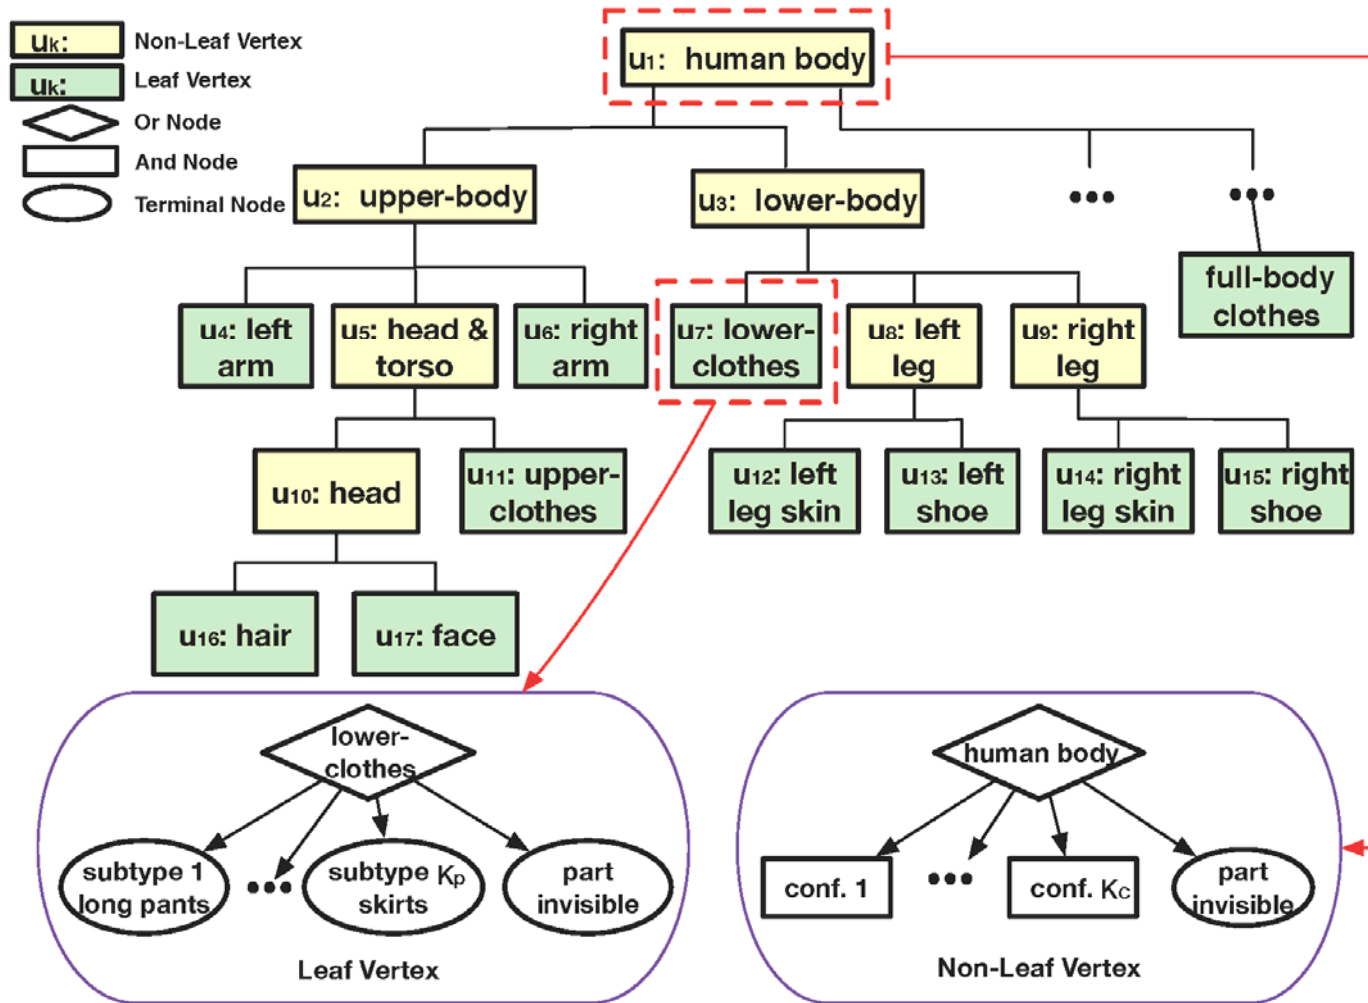 uk: Non-Leaf Vertex
uk: Leaf Vertex
Or Node
And Node
Terminal Node
u1: human body
u2: upper-body
u3: lower-body
•••
•••
full-body
clothes
u4: left
arm
u5: head &
torso
u6: right
arm
u7: lower-
clothes
u8: left
leg
u9: right
leg
u10: head
u11: upper-
clothes
u12: left
leg skin
u13: left
shoe
u14: right
leg skin
u15: right
shoe
u16: hair
u17: face
lower-
clothes
subtype 1
long pants
•••
subtype Kp
skirts
part
invisible
Leaf Vertex
human body
conf. 1
•••
conf. Kc
part
invisible
Non-Leaf Vertex